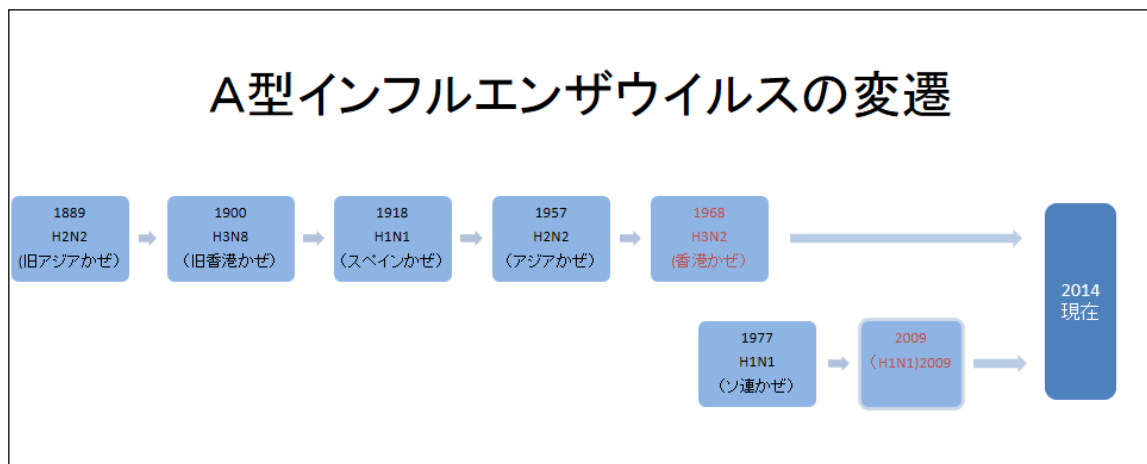 A型インフルエンザウイルスの変遷
1889
H2N2
(旧アジアかぜ)
1900
H3N8
(旧香港かぜ)
1918
H1N1
(スペインかぜ)
1957
H2N2
(アジアかぜ)
1968
H3N2
(香港かぜ)
1977
H1N1
(ソ連かぜ)
2009
(H1N1)2009
2014
現在